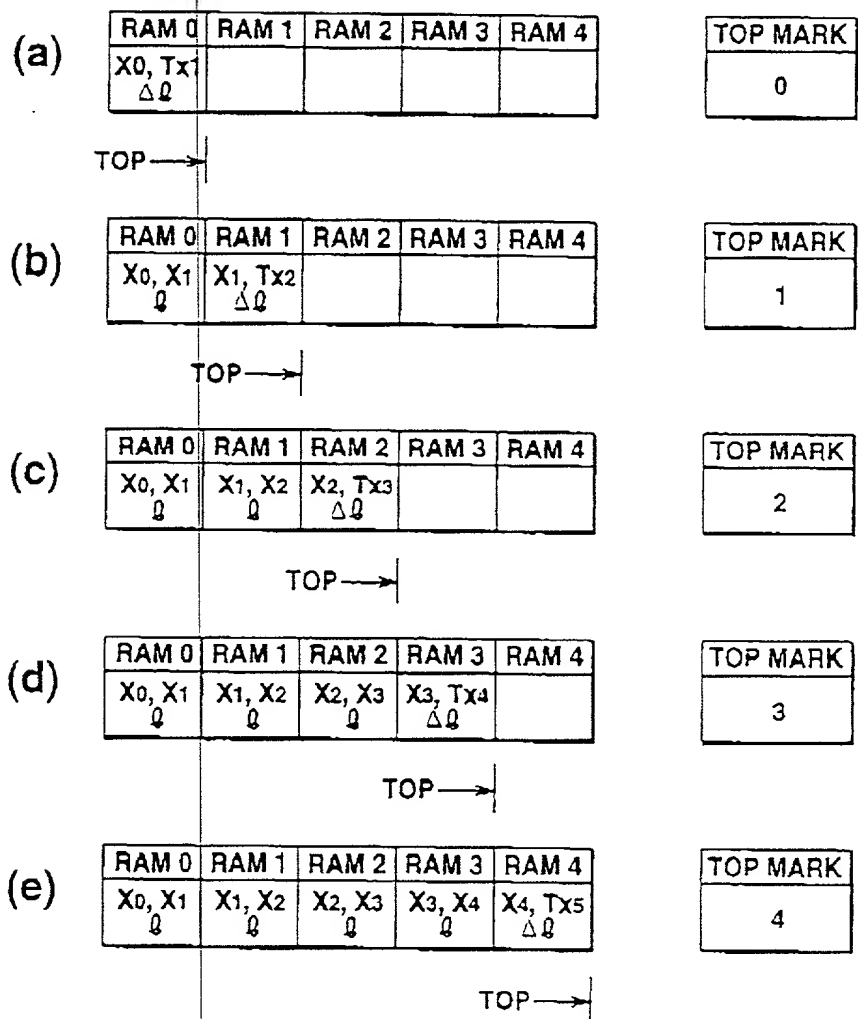 (a)
RAM 0 RAM 1 RAM 2 RAM 3 RAM 4 TOP MARK
X0, Tx1 0
Δℓ
TOP→
(b)
RAM 0 RAM 1 RAM 2 RAM 3 RAM 4 TOP MARK
X0, X1 X1, Tx2 1
ℓ Δℓ
TOP→
(c)
RAM 0 RAM 1 RAM 2 RAM 3 RAM 4 TOP MARK
X0, X1 X1, X2 X2, Tx3 2
ℓ ℓ Δℓ
TOP→
(d)
RAM 0 RAM 1 RAM 2 RAM 3 RAM 4 TOP MARK
X0, X1 X1, X2 X2, X3 X3, Tx4 3
ℓ ℓ ℓ Δℓ
TOP→
(e)
RAM 0 RAM 1 RAM 2 RAM 3 RAM 4 TOP MARK
X0, X1 X1, X2 X2, X3 X3, X4 X4, Tx5 4
ℓ ℓ ℓ ℓ Δℓ
TOP→